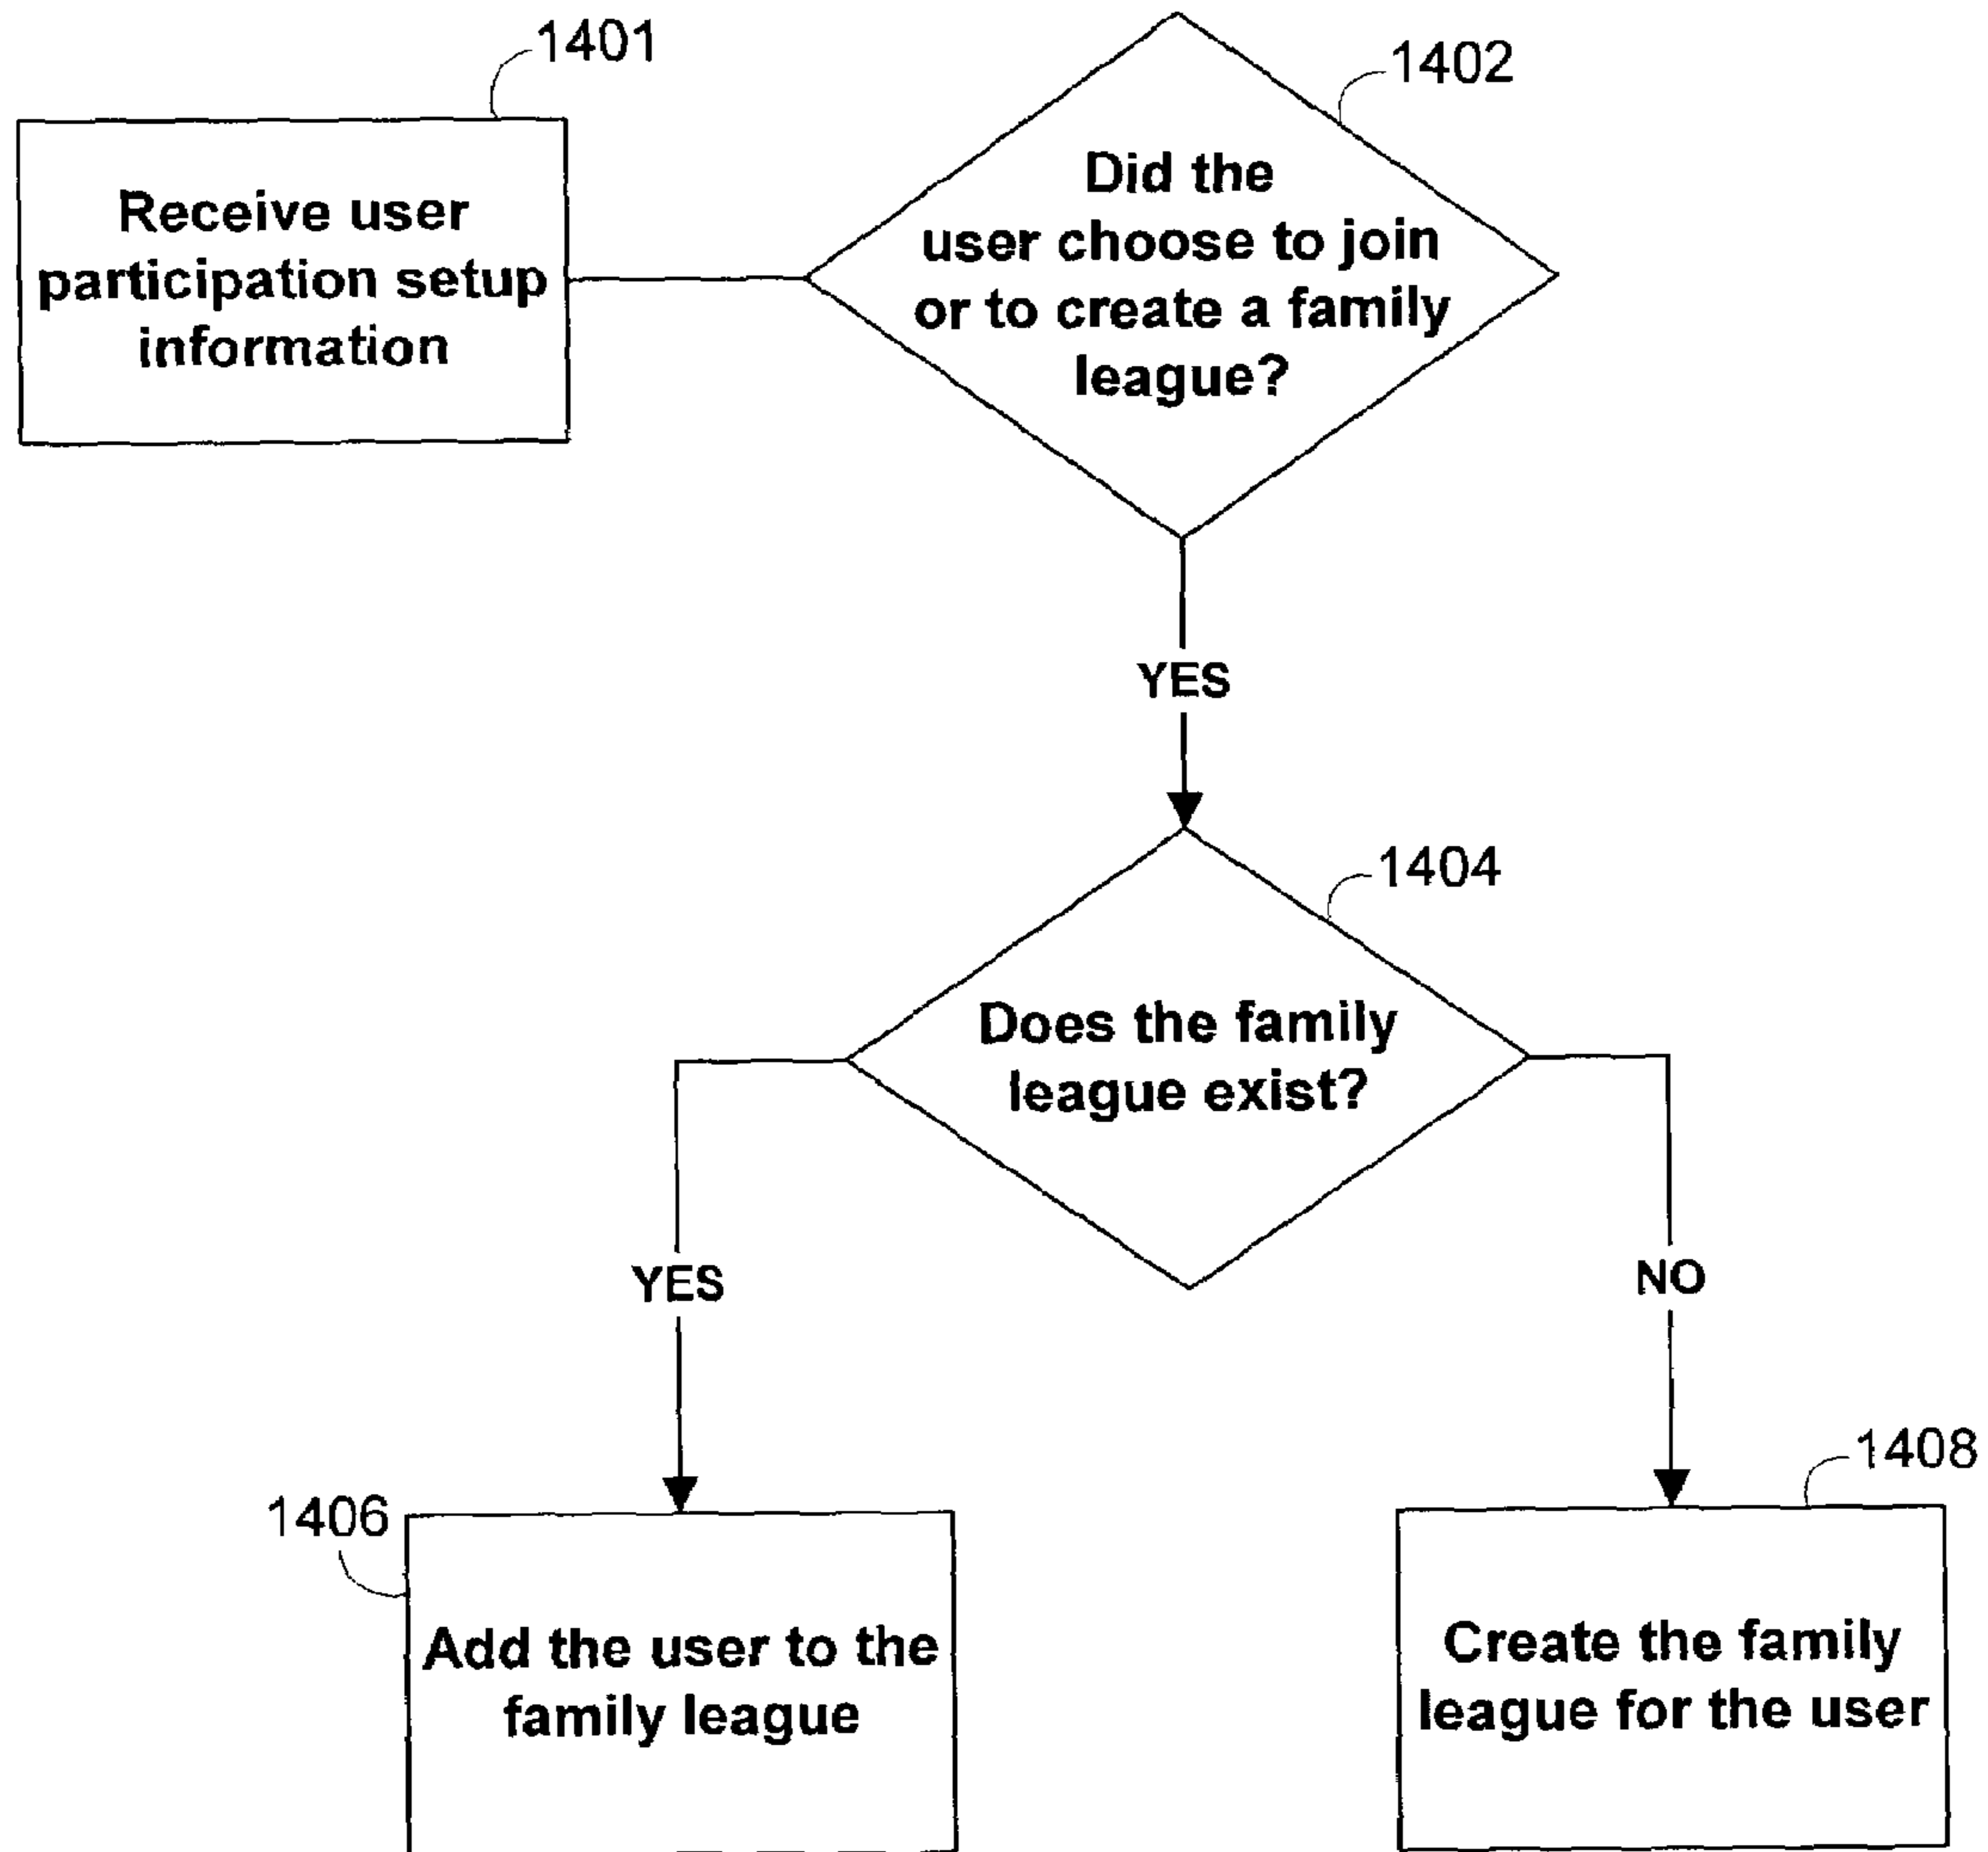 1401
Receive user
participation setup
information
1402
Did the
user choose to join
or to create a family
league?
YES
1404
Does the family
league exist?
YES
NO
1406
Add the user to the
family league
1408
Create the family
league for the user